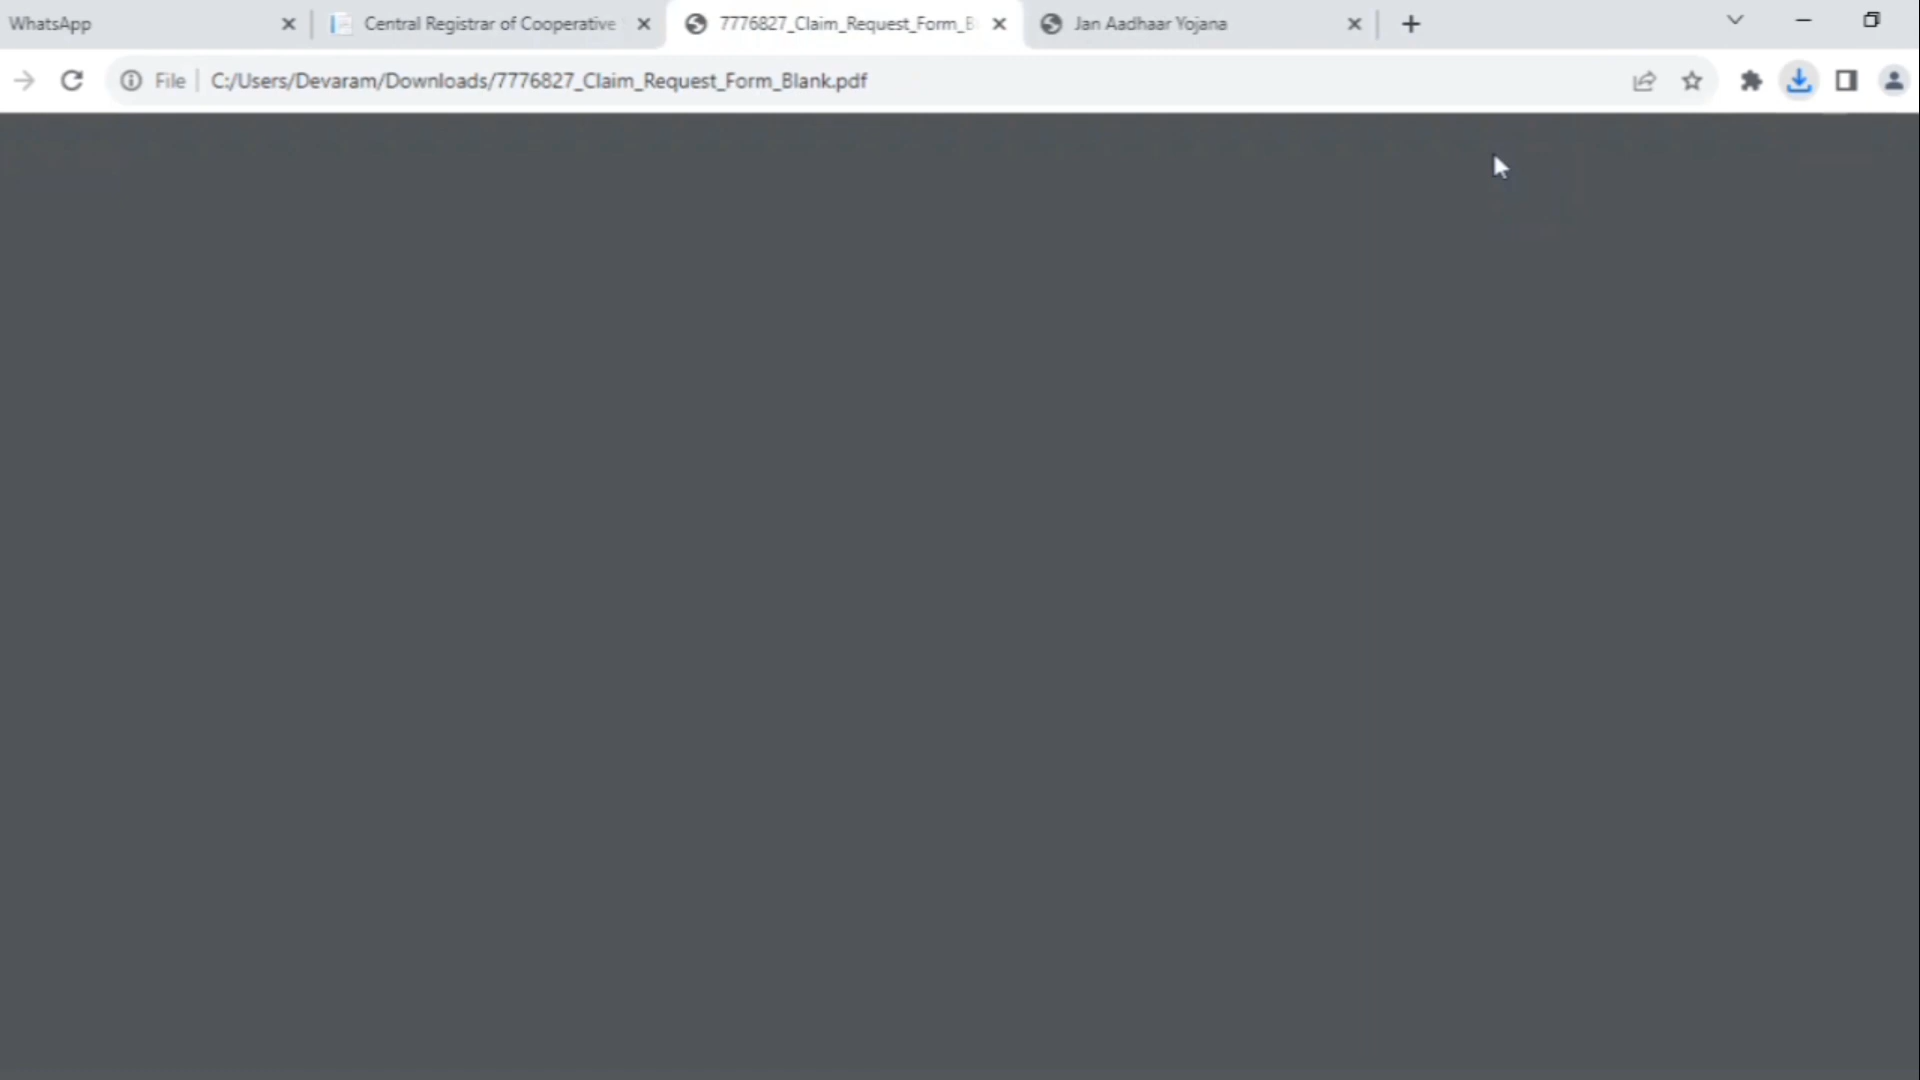 WhatsApp
Central Registrar of Cooperative
7776827_Claim_Request_Form_B
Jan Aadhaar Yojana
File
C:/Users/Devaram/Downloads/7776827_Claim_Request_Form_Blank.pdf